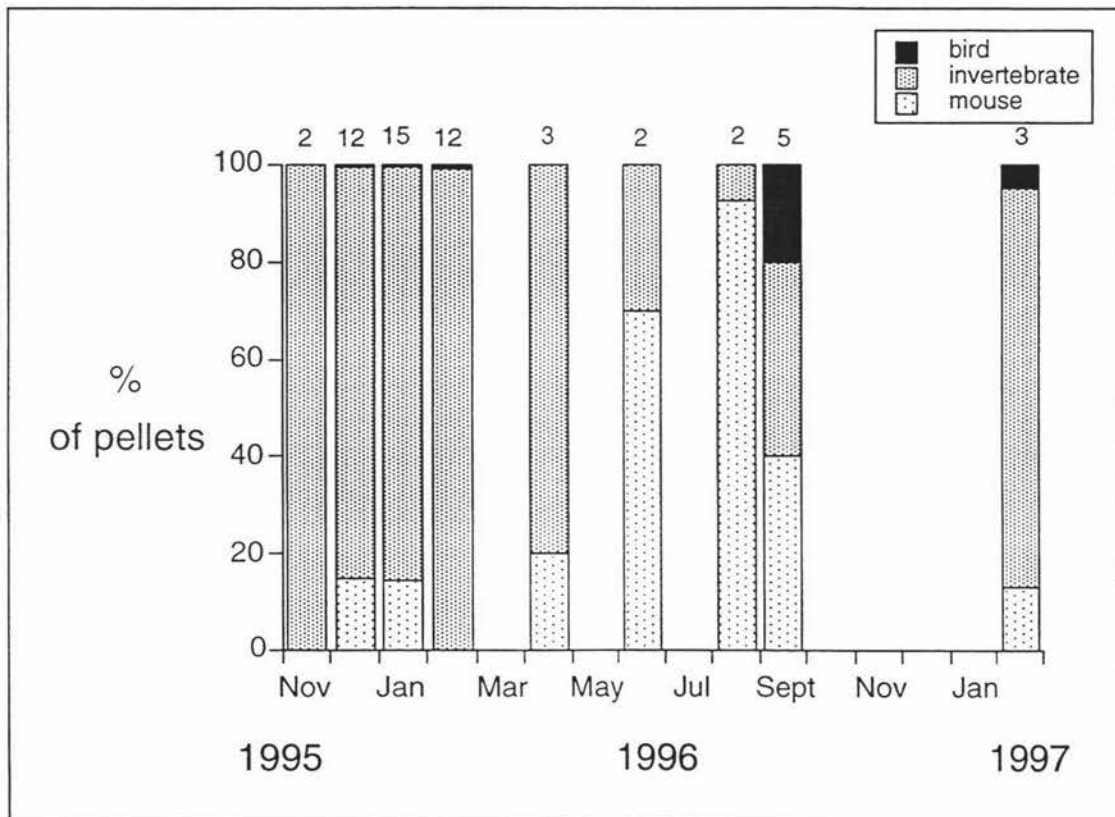 bird
invertebrate
mouse
2 12 15 12 3 2 2 5 3
100
80
60
40
20
0
%
of pellets
Nov Jan Mar May Jul Sept Nov Jan
1995 1996 1997